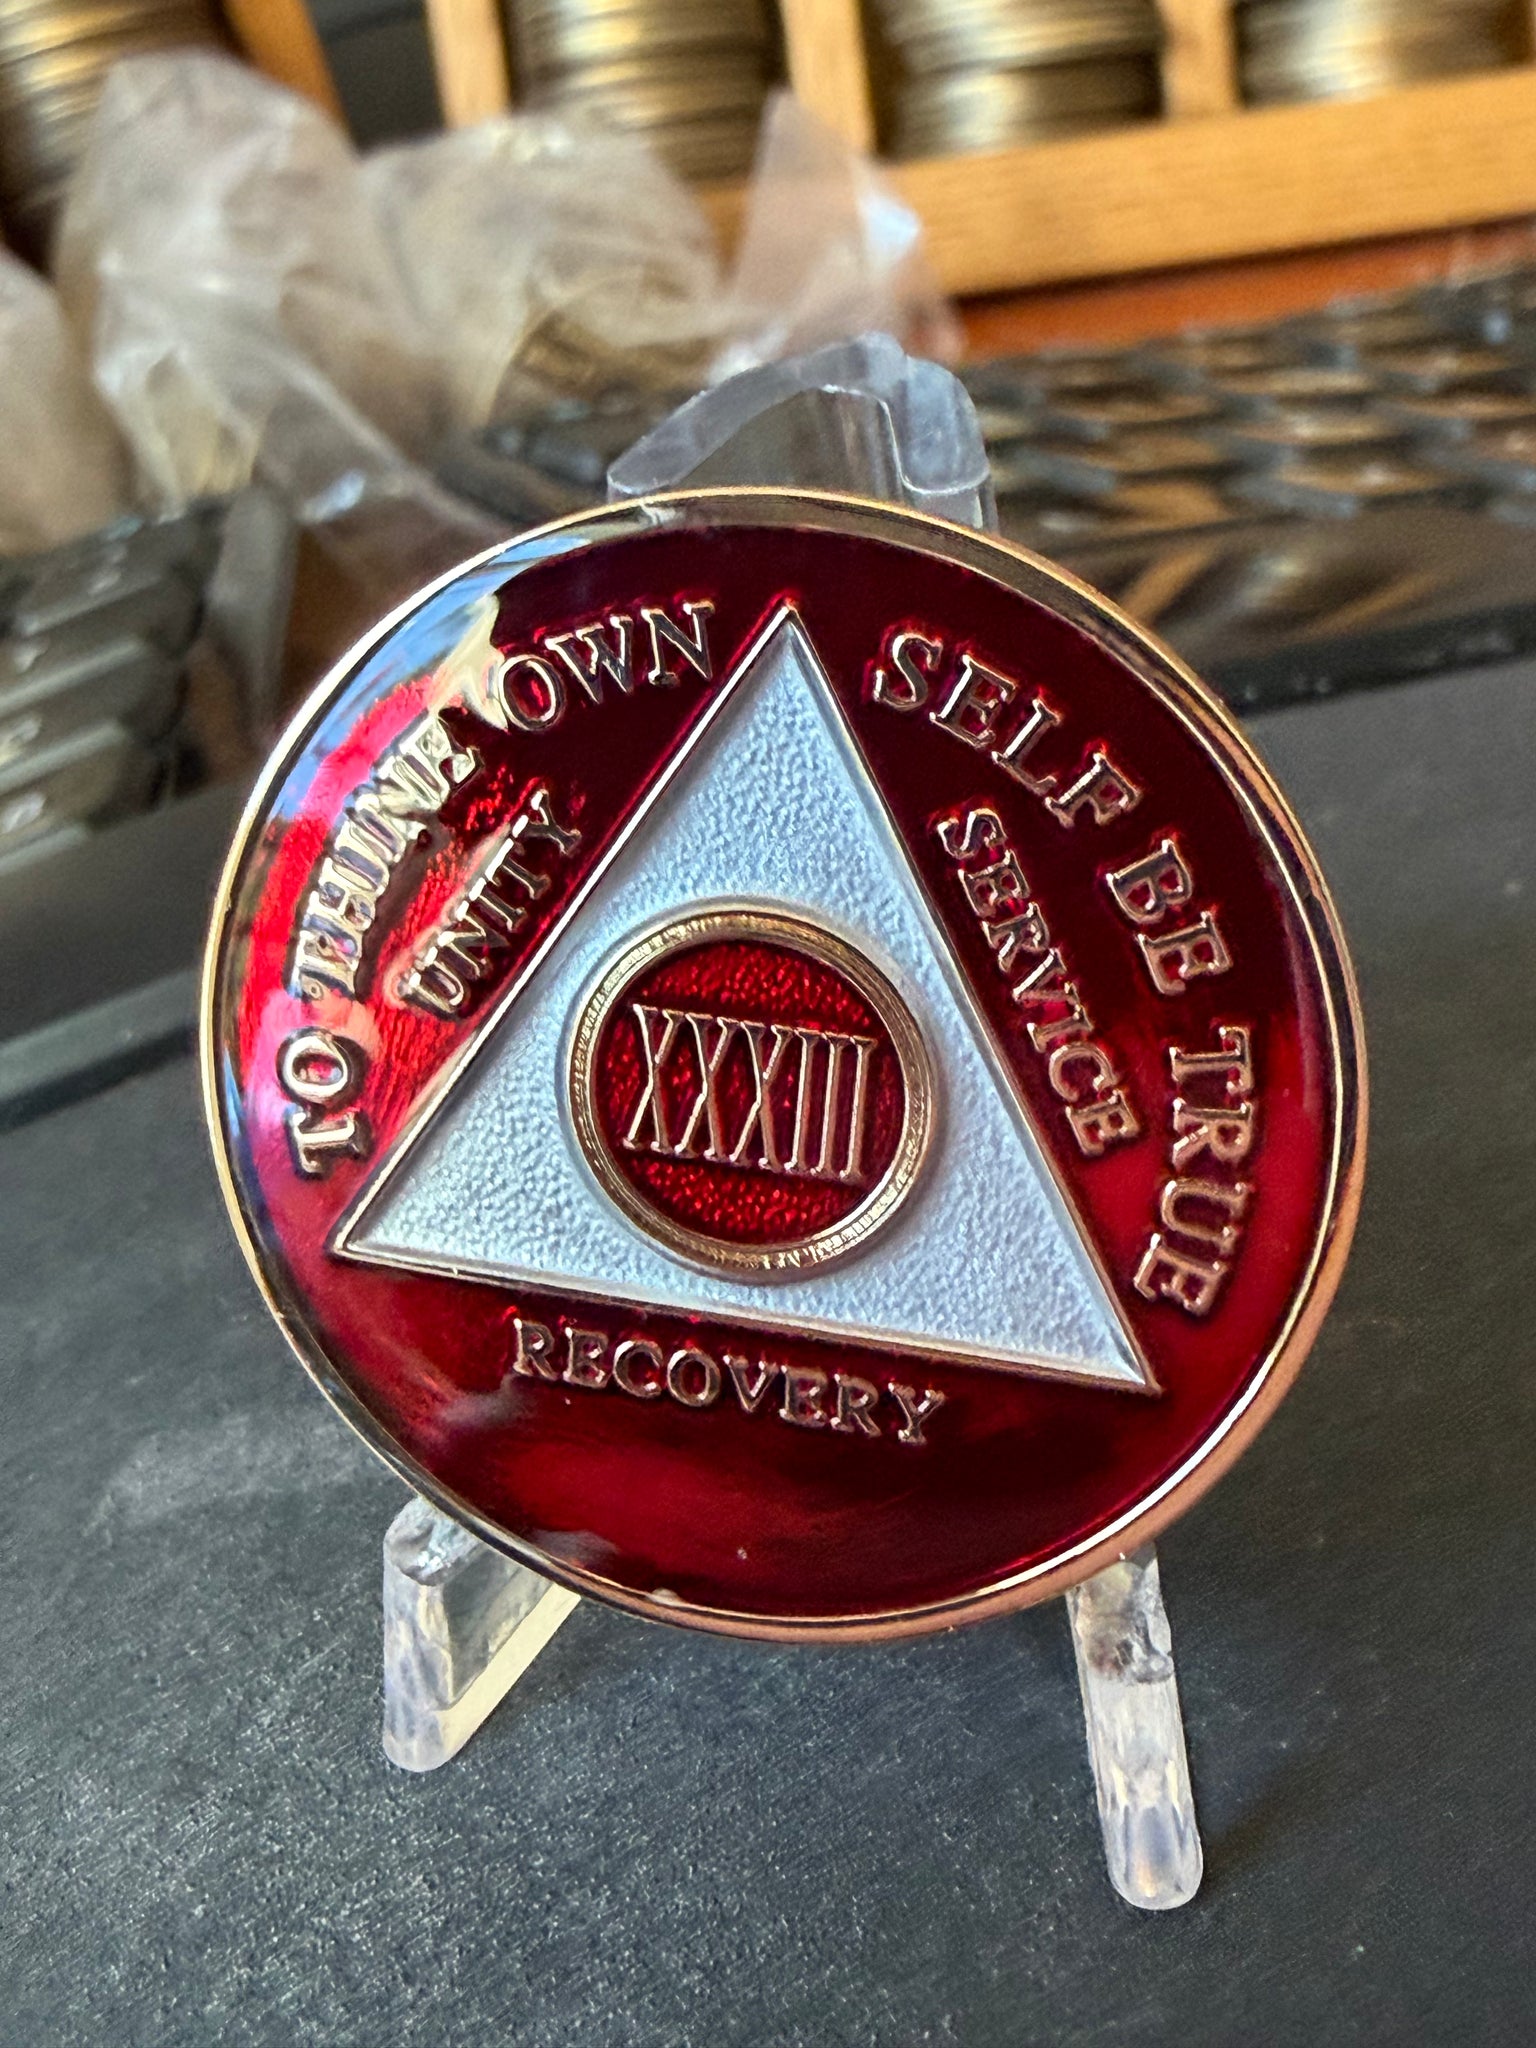 TO THINE OWN SELF BE TRUE
UNITY
SERVICE
XXXIII
RECOVERY